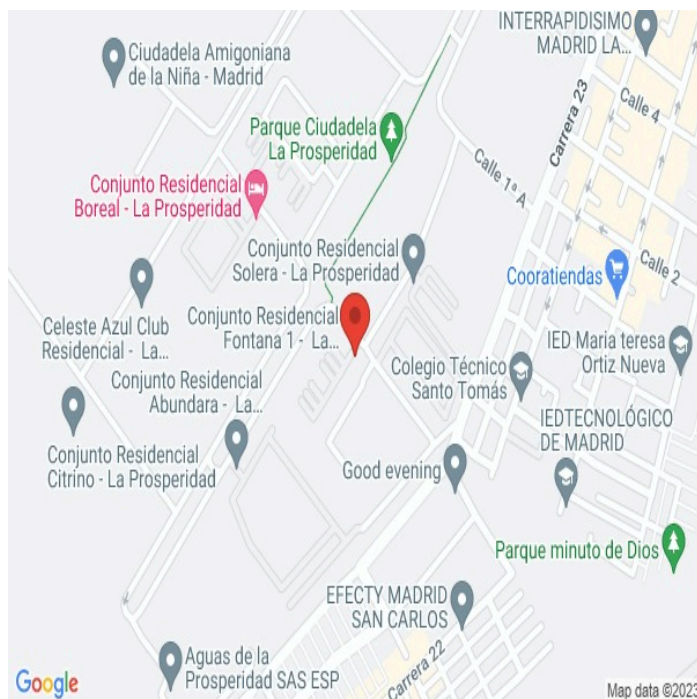 INTERRAPIDISIMO
MADRID LA...
Ciudadela Amigoniana
de la Niña - Madrid
Carrera 23
Calle 4
Parque Ciudadela
La Prosperidad
Calle 1ª A
Conjunto Residencial
Boreal - La Prosperidad
Conjunto Residencial
Solera - La Prosperidad
Calle 2
Cooratiendas
Celeste Azul Club
Residencial - La...
Conjunto Residencial
Fontana 1 - La...
IED Maria teresa
Ortiz Nueva
Colegio Técnico
Santo Tomás
Conjunto Residencial
Abundara - La...
IEDTECNOLÓGICO
DE MADRID
Conjunto Residencial
Citrino - La Prosperidad
Good evening
Parque minuto de Dios
EFECTY MADRID
SAN CARLOS
Carrera 22
Aguas de la
Prosperidad SAS ESP
Google